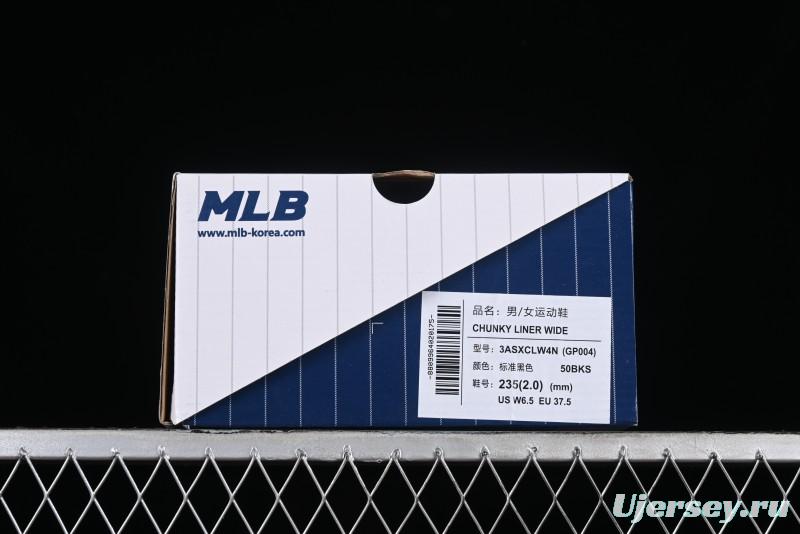 MLB
www.mlb-korea.com
-8809964020175-
品名：男/女运动鞋
CHUNKY LINER WIDE
型号：3ASXCLW4N (GP004)
颜色：标准黑色 50BKS
鞋号：235(2.0) (mm)
US W6.5 EU 37.5
Ujersey.ru